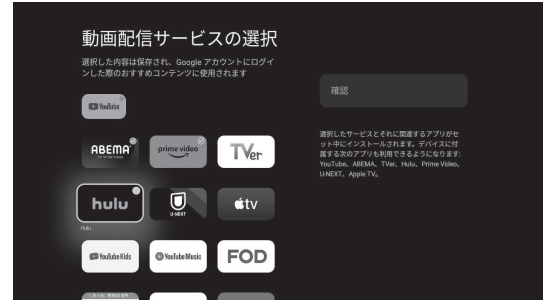 動画配信サービスの選択
選択した内容は保存され、Google アカウントにログイ
ンした際のおすすめコンテンツに使用されます
YouTube
ABEMA
prime video
TVer
hulu
U-NEXT
tv
Hulu
YouTube Kids
YouTube Music
FOD
確認
選択したサービスとそれに関連するアプリがセ
ット中にインストールされます。デバイスに付
属する次のアプリも利用できるようになります:
YouTube、ABEMA、TVer、Hulu、Prime Video、
U-NEXT、Apple TV。